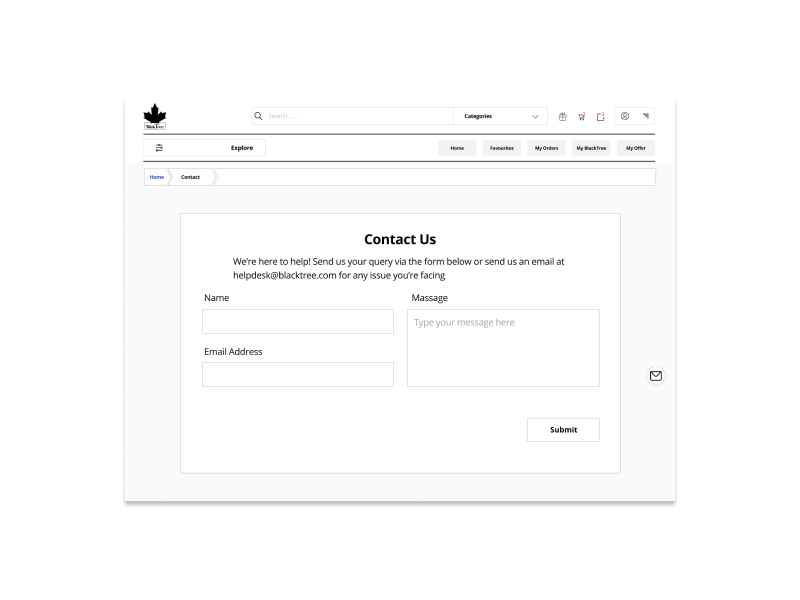 Search......
Categories
BlackTree
Explore
Home
Favourites
My Orders
My BlackTree
My Offer
Home
Contact
Contact Us
We're here to help! Send us your query via the form below or send us an email at
helpdesk@blacktree.com for any issue you're facing
Name
Massage
Type your message here
Email Address
Submit